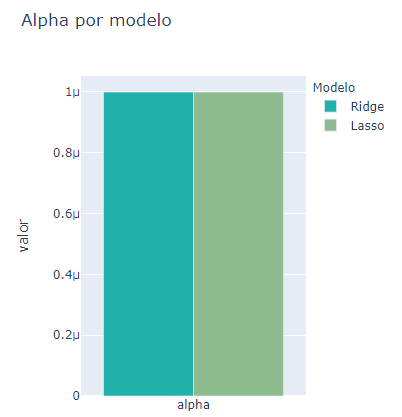 Alpha por modelo
Modelo
Ridge
Lasso
1μ
0.8μ
0.6μ
0.4μ
0.2μ
0
valor
alpha